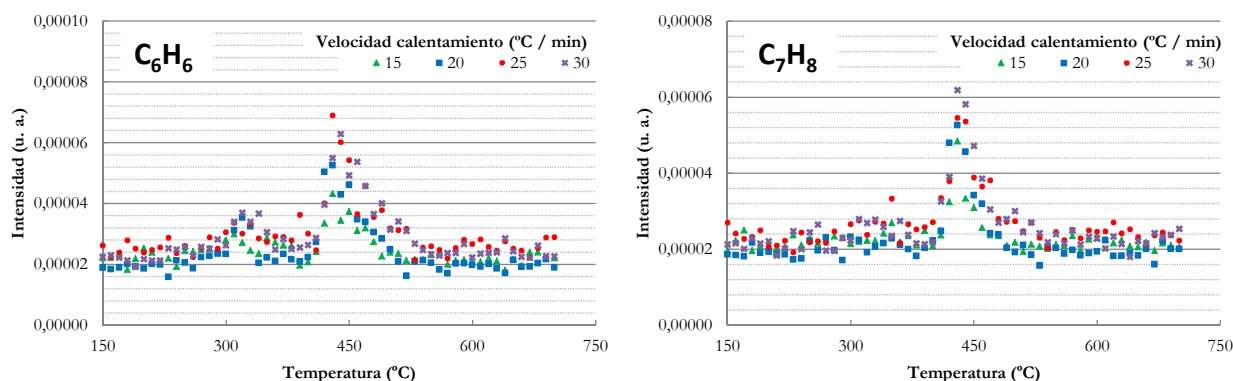 C6H6
Velocidad calentamiento (ºC / min)
15 20 25 30
Intensidad (u. a.)
0,00010
0,00008
0,00006
0,00004
0,00002
0,00000
150 300 450 600 750
Temperatura (ºC)
C7H8
Velocidad calentamiento (ºC / min)
15 20 25 30
Intensidad (u. a.)
0,00008
0,00006
0,00004
0,00002
0,00000
150 300 450 600 750
Temperatura (ºC)